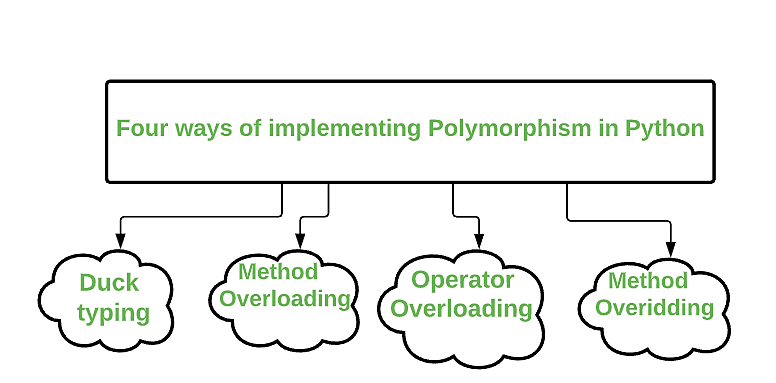 Four ways of implementing Polymorphism in Python
Duck
typing
Method
Overloading
Operator
Overloading
Method
Overidding